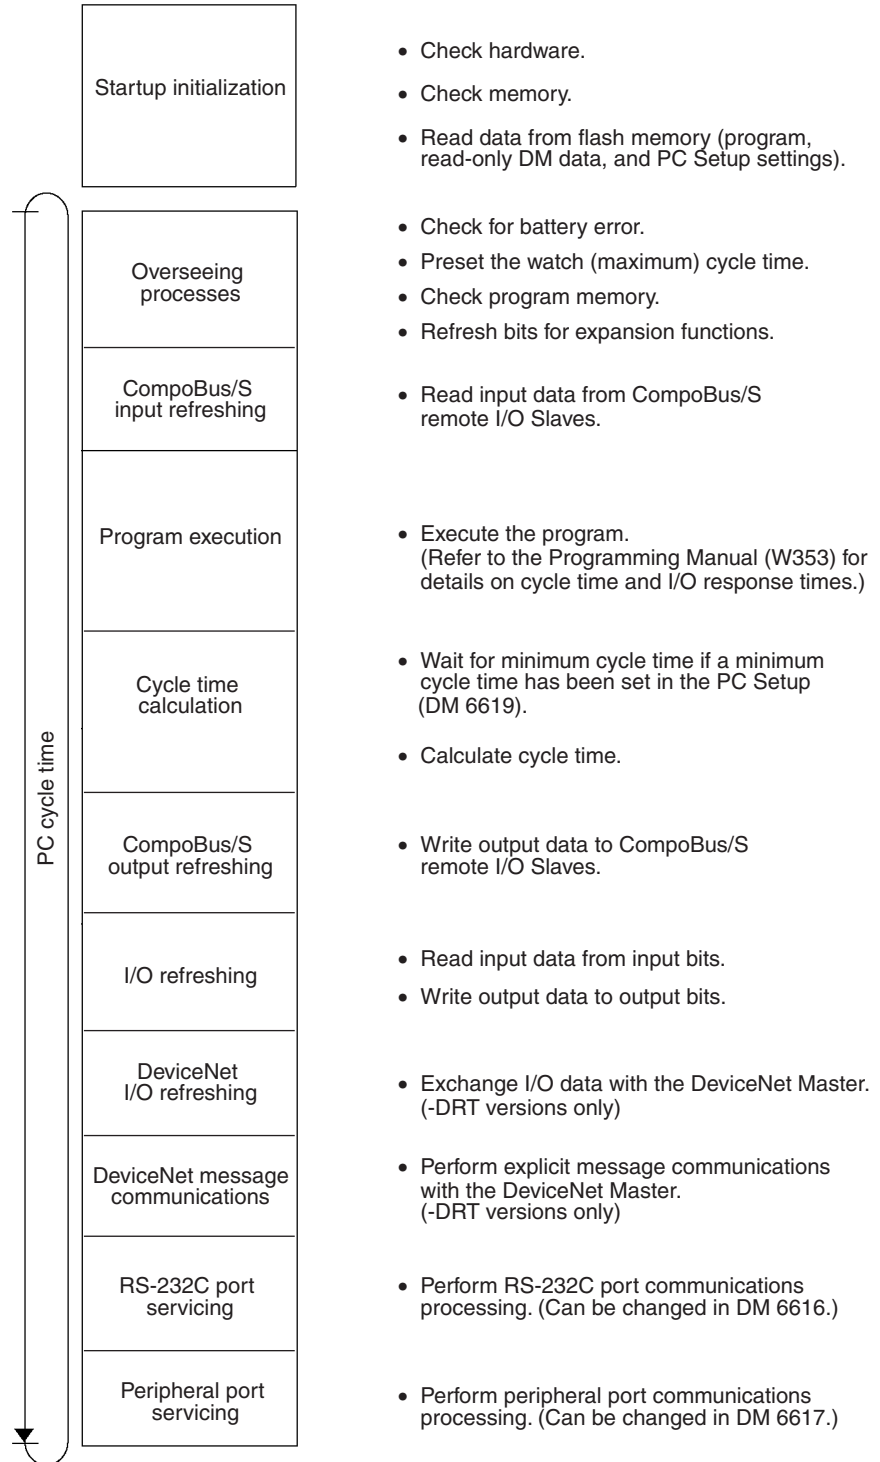 Startup initialization
• Check hardware.
• Check memory.
• Read data from flash memory (program,
read-only DM data, and PC Setup settings).
PC cycle time
Overseeing
processes
• Check for battery error.
• Preset the watch (maximum) cycle time.
• Check program memory.
• Refresh bits for expansion functions.
CompoBus/S
input refreshing
• Read input data from CompoBus/S
remote I/O Slaves.
Program execution
• Execute the program.
(Refer to the Programming Manual (W353) for
details on cycle time and I/O response times.)
Cycle time
calculation
• Wait for minimum cycle time if a minimum
cycle time has been set in the PC Setup
(DM 6619).
• Calculate cycle time.
CompoBus/S
output refreshing
• Write output data to CompoBus/S
remote I/O Slaves.
I/O refreshing
• Read input data from input bits.
• Write output data to output bits.
DeviceNet
I/O refreshing
• Exchange I/O data with the DeviceNet Master.
(-DRT versions only)
DeviceNet message
communications
• Perform explicit message communications
with the DeviceNet Master.
(-DRT versions only)
RS-232C port
servicing
• Perform RS-232C port communications
processing. (Can be changed in DM 6616.)
Peripheral port
servicing
• Perform peripheral port communications
processing. (Can be changed in DM 6617.)